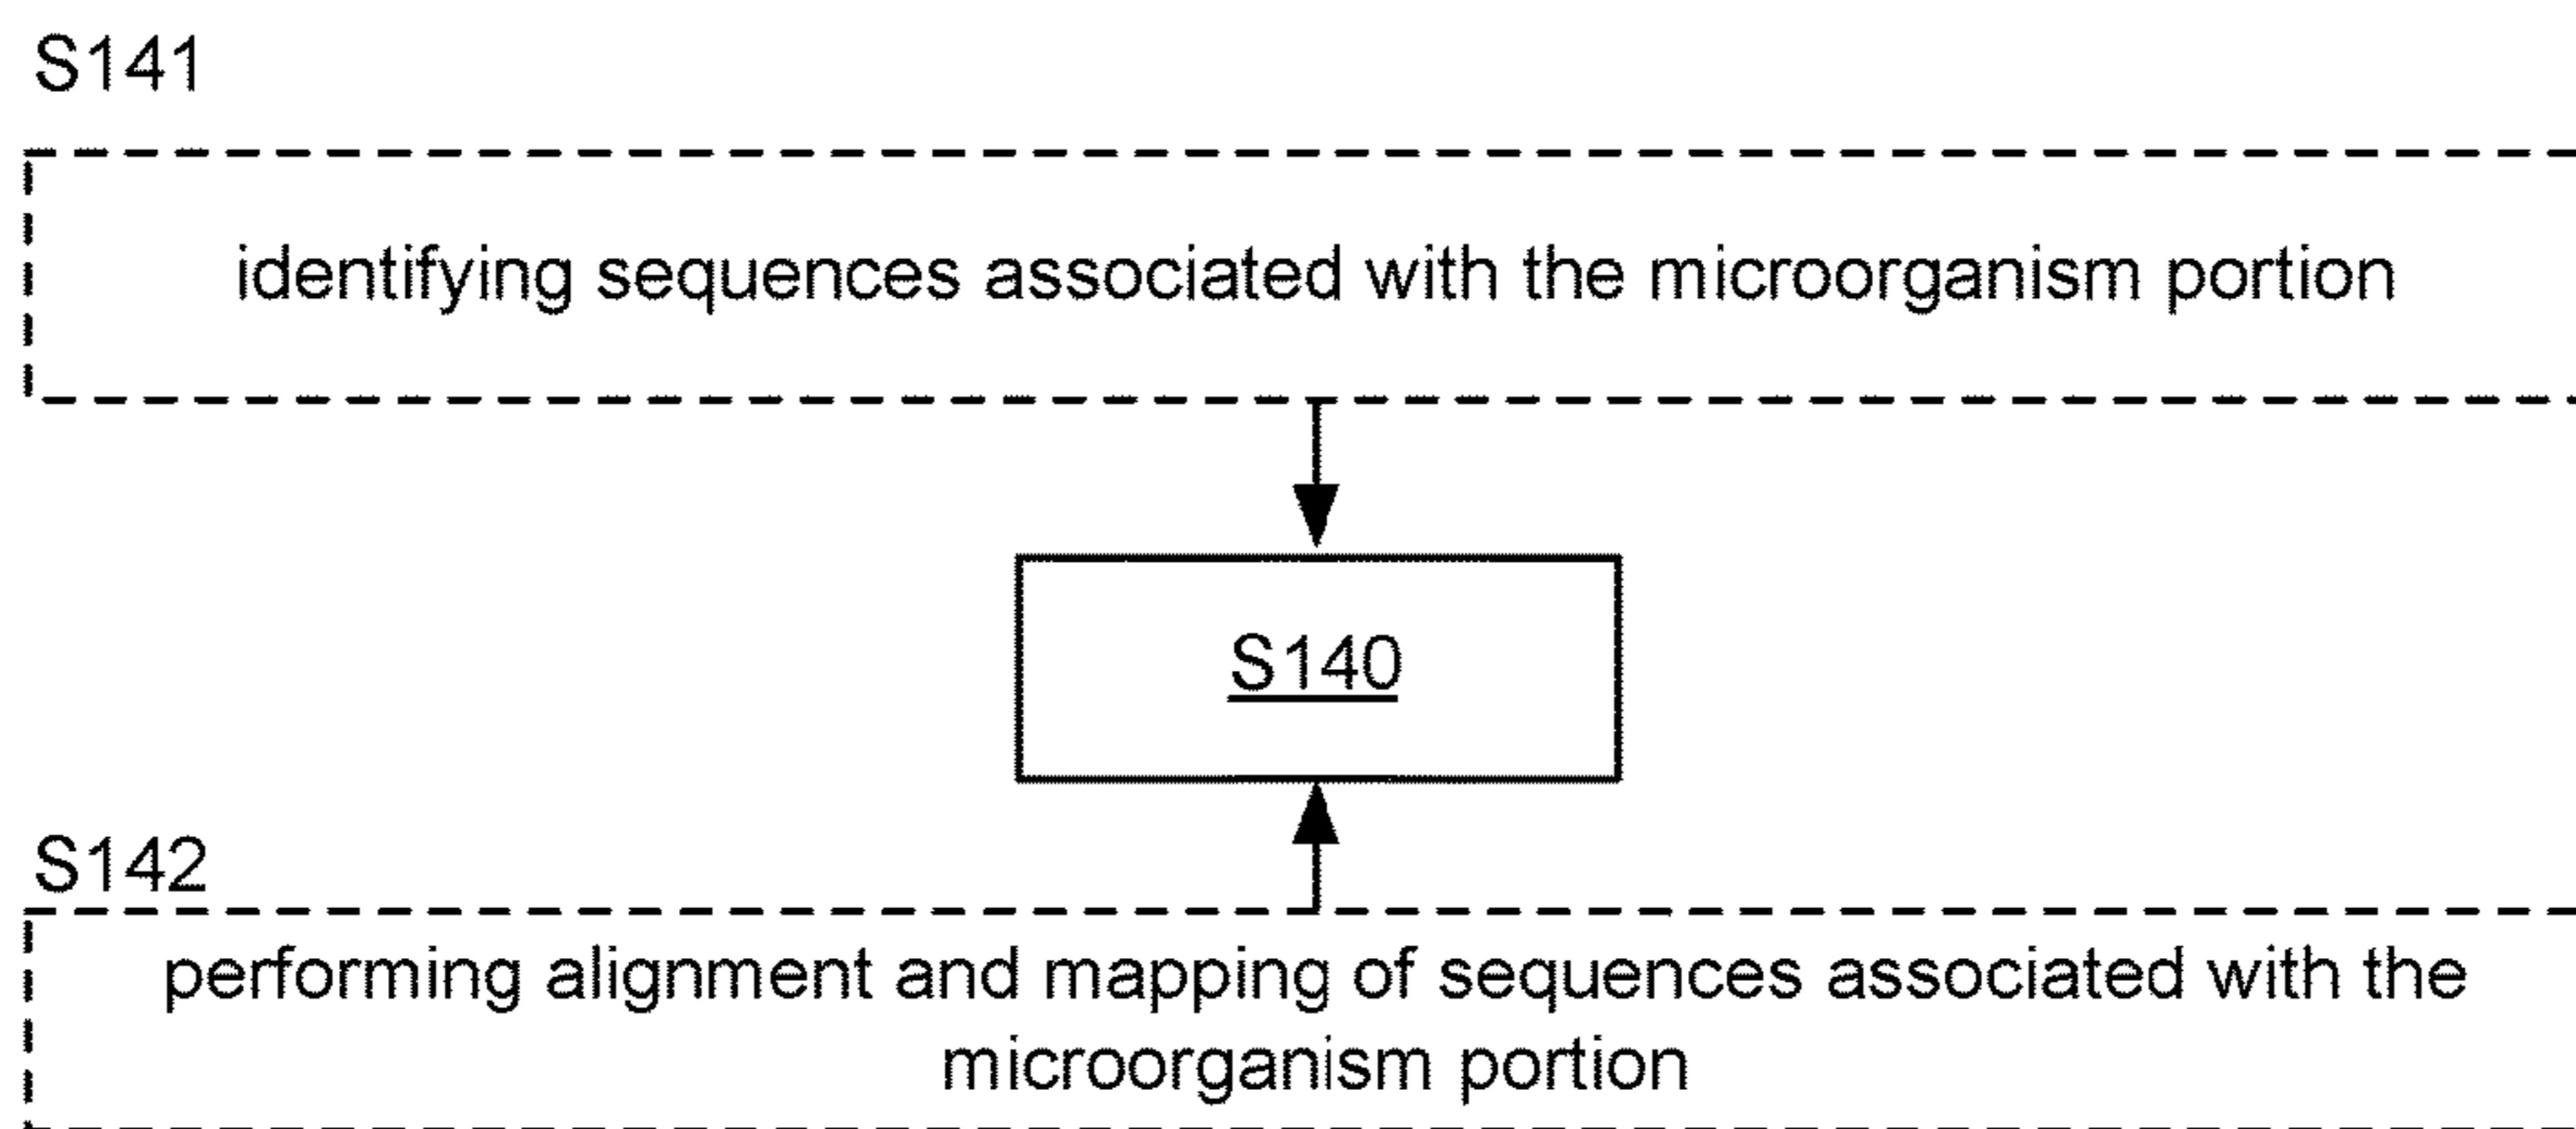 S141
identifying sequences associated with the microorganism portion
S140
S142
performing alignment and mapping of sequences associated with the
microorganism portion